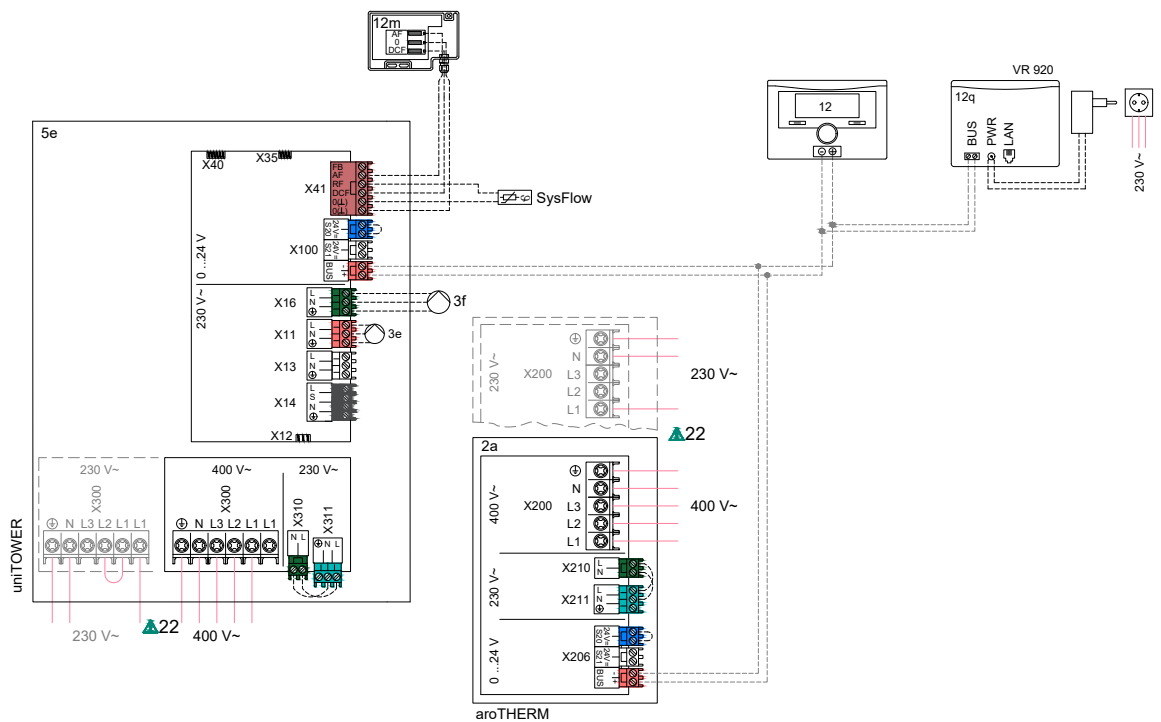 12m
AF
0
DCF
VR 920
12
12q
BUS
PWR
LAN
230 V~
5e
X40
X35
X41
FB
AF
RF
DCF
0(L)
0(L)
SysFlow
X100
S20
24V=
S21
24V=
BUS
-
+
0 ...24 V
230 V~
X16
L
N
3f
X11
L
N
3e
X13
L
N
X14
L
S
N
X12
230 V~
X300
N L3 L2 L1 L1
400 V~
X300
N L3 L2 L1 L1
230 V~
X310
N L
X311
N L
uniTOWER
230 V~
22
400 V~
230 V~
X200
N
L3
L2
L1
230 V~
22
2a
400 V~
X200
N
L3
L2
L1
400 V~
230 V~
X210
L
N
X211
L
N
0 ...24 V
X206
S20
24V=
S21
24V=
BUS
-
+
aroTHERM